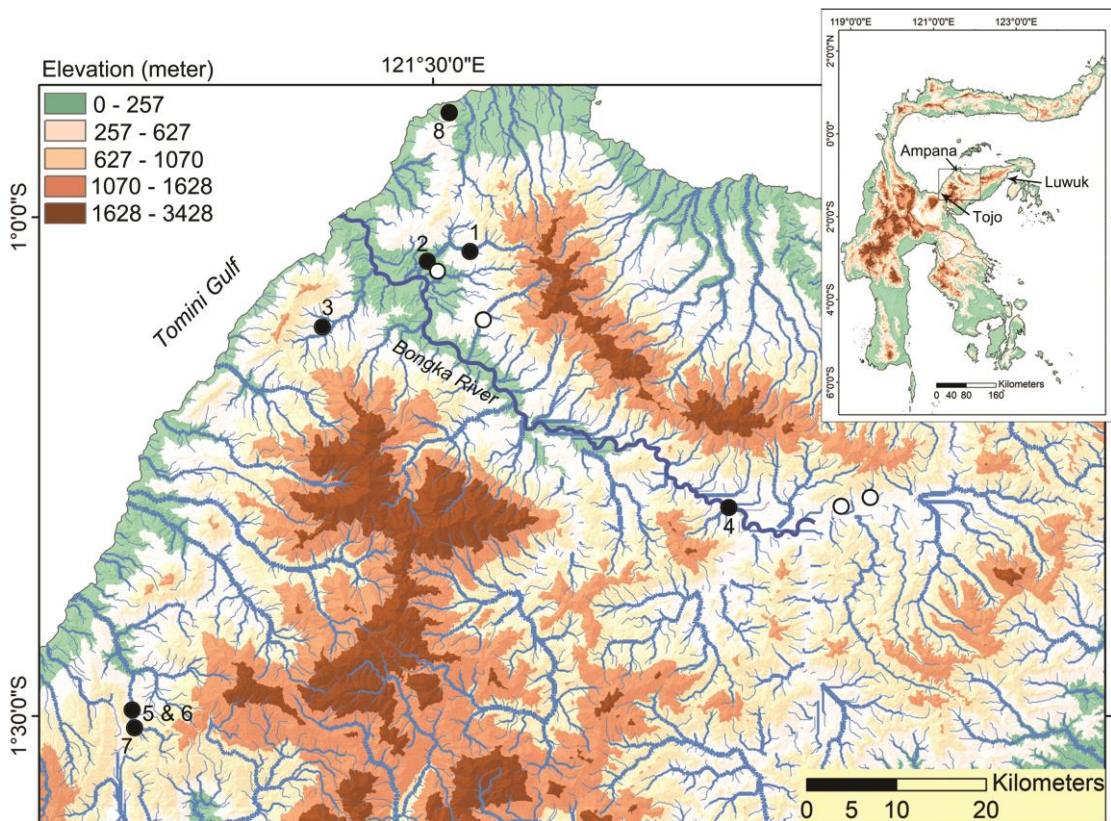 Elevation (meter)
0 - 257
257 - 627
627 - 1070
1070 - 1628
1628 - 3428
121°30'0"E
1°0'0"S
1°30'0"S
Tomini Gulf
Bongka River
8
1
2
3
4
5 & 6
7
Kilometers
0 5 10 20
119°0'0"E 121°0'0"E 123°0'0"E
2°0'0"N
0°0'0"
2°0'0"S
4°0'0"S
6°0'0"S
Ampana
Luwuk
Tojo
Kilometers
0 40 80 160